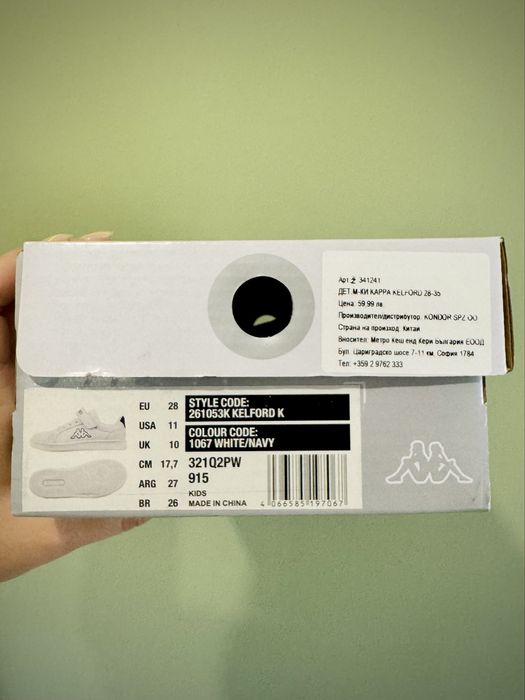 Арт.№ 341241
ДЕТ.М-КИ KAPPA KELFORD 28-35
Цена: 59,99 лв.
Производител/дистрибутор: KONDOR SPZ OO
Страна на произход: Китай
Вносител: Метро Кеш енд Кери България ЕООД
Бул. Цариградско шосе 7-11 км. София 1784
Тел: +359 2 9762 333
EU 28
USA 11
UK 10
CM 17,7
ARG 27
BR 26
STYLE CODE:
261053K KELFORD K
COLOUR CODE:
1067 WHITE/NAVY
321Q2PW
915
KIDS
MADE IN CHINA
4 066585 197067